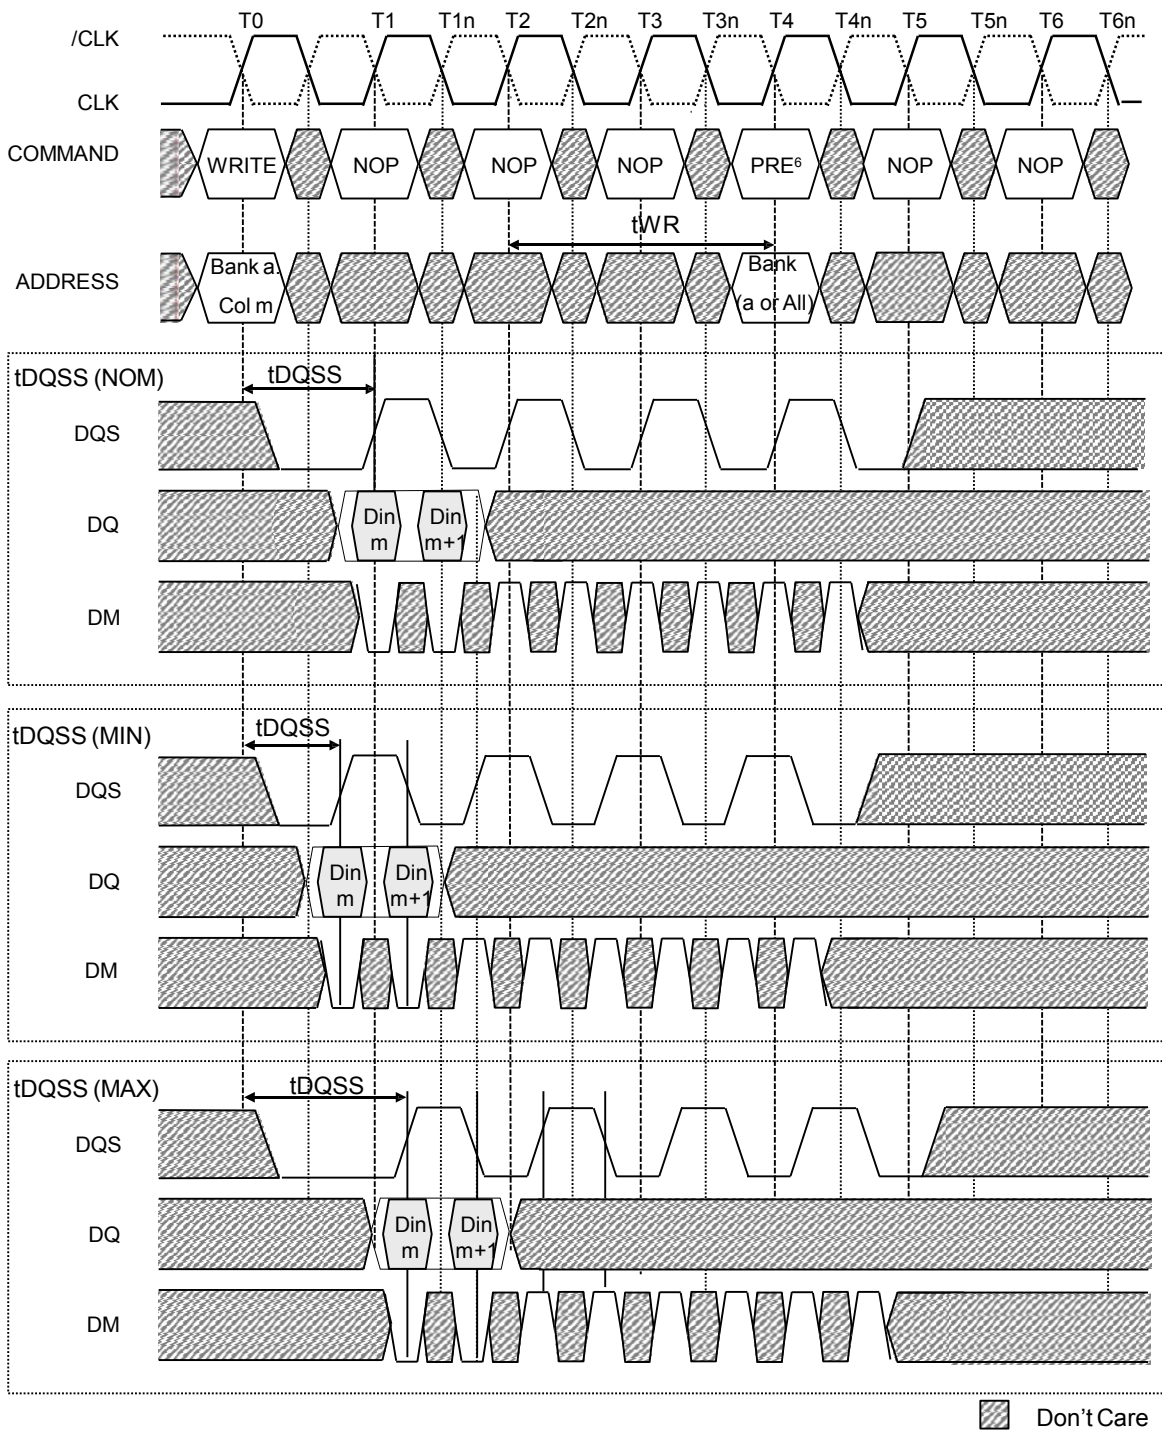 T0 T1 T1n T2 T2n T3 T3n T4 T4n T5 T5n T6 T6n
/CLK
CLK
COMMAND WRITE NOP NOP NOP PRE⁶ NOP NOP
tWR
ADDRESS
Bank a.
Col m
Bank
(a or All)
tDQSS (NOM) tDQSS
DQS
DQ
Din
m
Din
m+1
DM
tDQSS (MIN) tDQSS
DQS
DQ
Din
m
Din
m+1
DM
tDQSS (MAX) tDQSS
DQS
DQ
Din
m
Din
m+1
DM
Don't Care